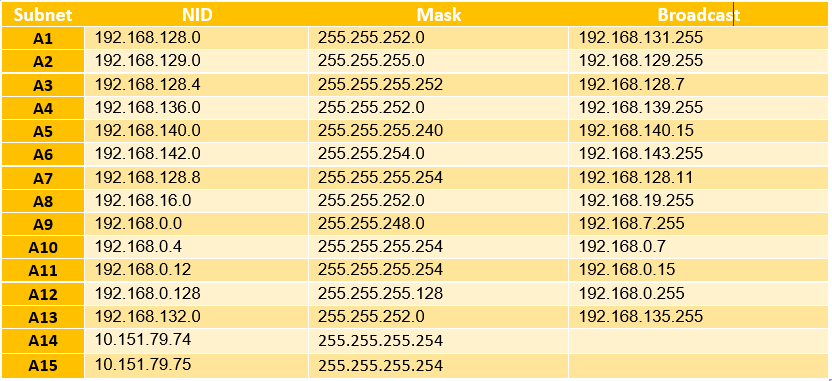 Subnet NID Mask Broadcast
A1 192.168.128.0 255.255.252.0 192.168.131.255
A2 192.168.129.0 255.255.255.0 192.168.129.255
A3 192.168.128.4 255.255.255.252 192.168.128.7
A4 192.168.136.0 255.255.252.0 192.168.139.255
A5 192.168.140.0 255.255.255.240 192.168.140.15
A6 192.168.142.0 255.255.254.0 192.168.143.255
A7 192.168.128.8 255.255.255.254 192.168.128.11
A8 192.168.16.0 255.255.252.0 192.168.19.255
A9 192.168.0.0 255.255.248.0 192.168.7.255
A10 192.168.0.4 255.255.255.254 192.168.0.7
A11 192.168.0.12 255.255.255.254 192.168.0.15
A12 192.168.0.128 255.255.255.128 192.168.0.255
A13 192.168.132.0 255.255.252.0 192.168.135.255
A14 10.151.79.74 255.255.255.254
A15 10.151.79.75 255.255.255.254